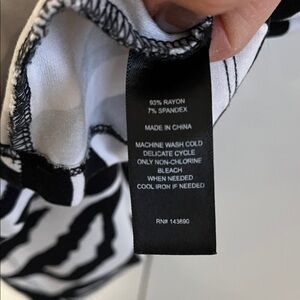 93% RAYON
7% SPANDEX
MADE IN CHINA
MACHINE WASH COLD
DELICATE CYCLE
ONLY NON-CHLORINE
BLEACH
WHEN NEEDED
COOL IRON IF NEEDED
RN# 143690